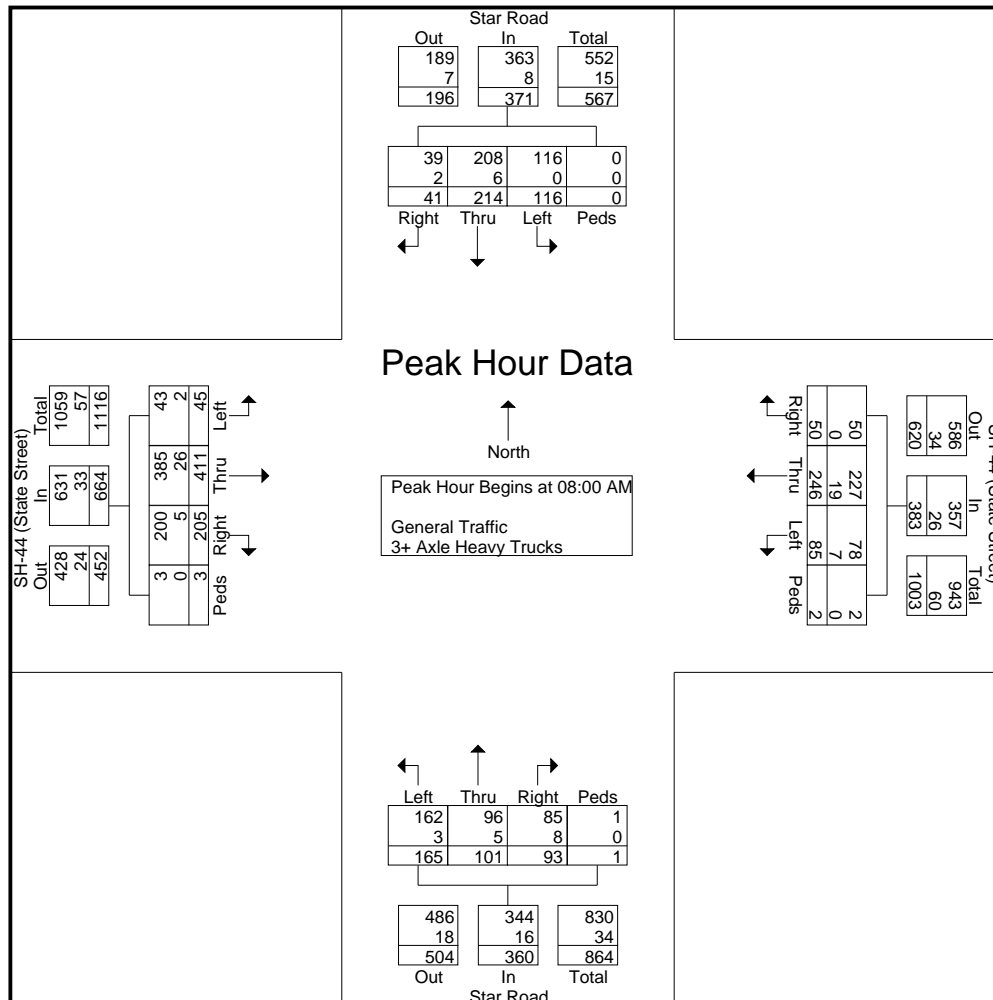 Star Road
Out In Total
189 363 552
7 8 15
196 371 567
39 208 116 0
2 6 0 0
41 214 116 0
Right Thru Left Peds
Peak Hour Data
North
Peak Hour Begins at 08:00 AM
General Traffic
3+ Axle Heavy Trucks
SH-44 (State Street)
Out In Total
428 631 1059
24 33 57
452 664 1116
3 200 385 43
0 5 26 2
3 205 411 45
Peds Right Thru Left
SH-44 (State Street)
Out In Total
586 357 943
34 26 60
620 383 1003
50 227 78 2
0 19 7 0
50 246 85 2
Right Thru Left Peds
Left Thru Right Peds
162 96 85 1
3 5 8 0
165 101 93 1
486 344 830
18 16 34
504 360 864
Out In Total
Star Road